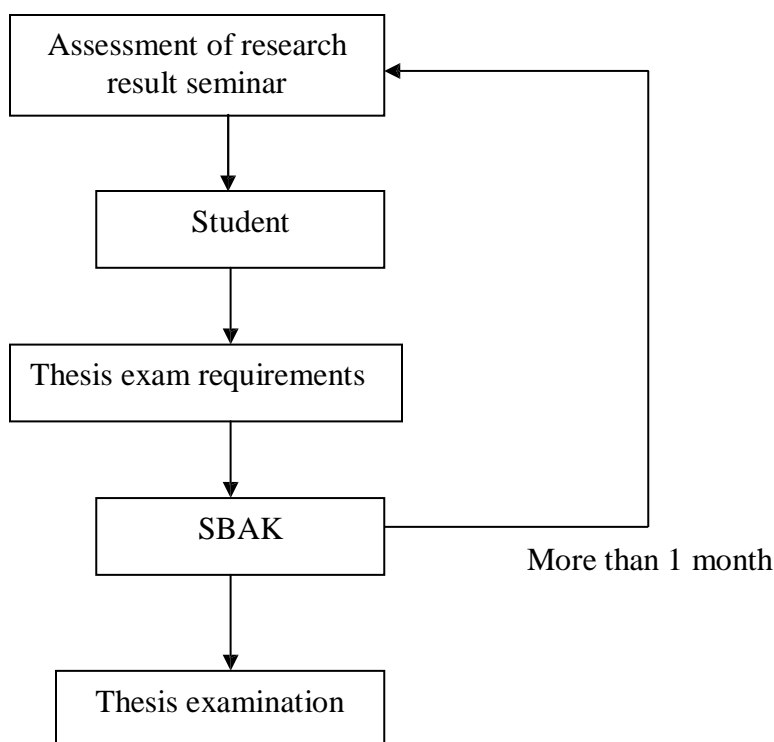 Assessment of research
result seminar
Student
Thesis exam requirements
SBAK
More than 1 month
Thesis examination